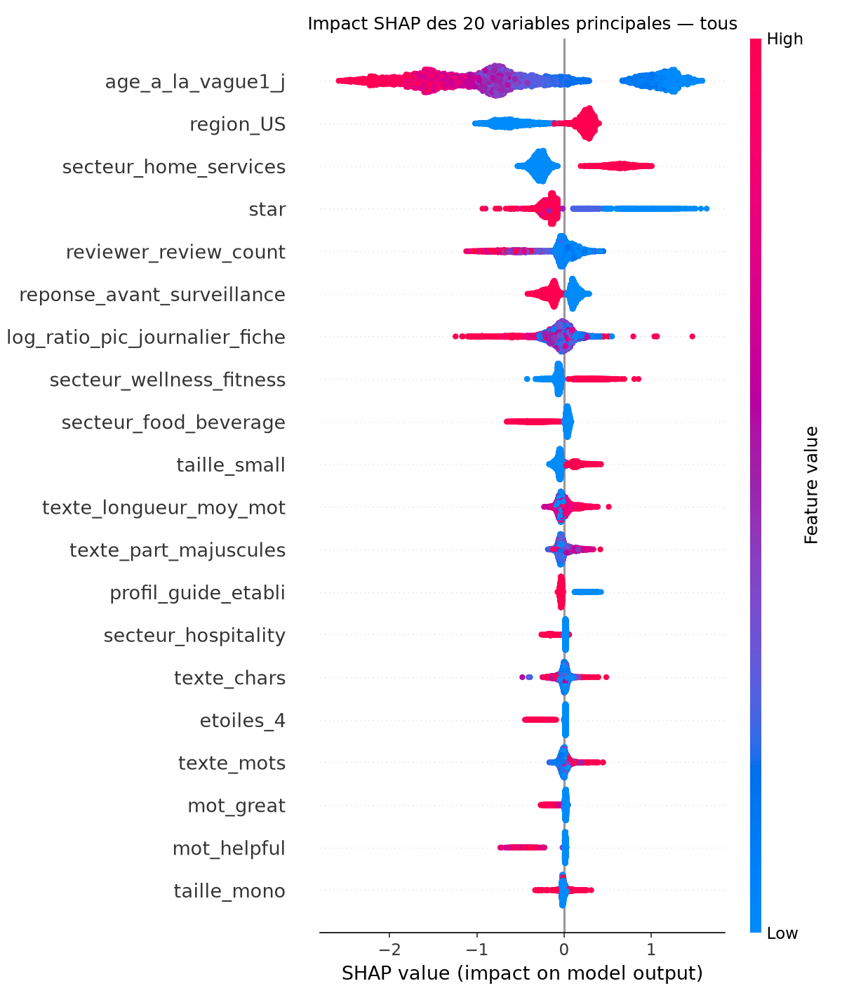 Impact SHAP des 20 variables principales — tous
High
age_a_la_vague1_j
region_US
secteur_home_services
star
reviewer_review_count
reponse_avant_surveillance
log_ratio_pic_journalier_fiche
secteur_wellness_fitness
secteur_food_beverage
taille_small
texte_longueur_moy_mot
texte_part_majuscules
profil_guide_etabli
secteur_hospitality
texte_chars
etoiles_4
texte_mots
mot_great
mot_helpful
taille_mono
Feature value
Low
−2 −1 0 1
SHAP value (impact on model output)